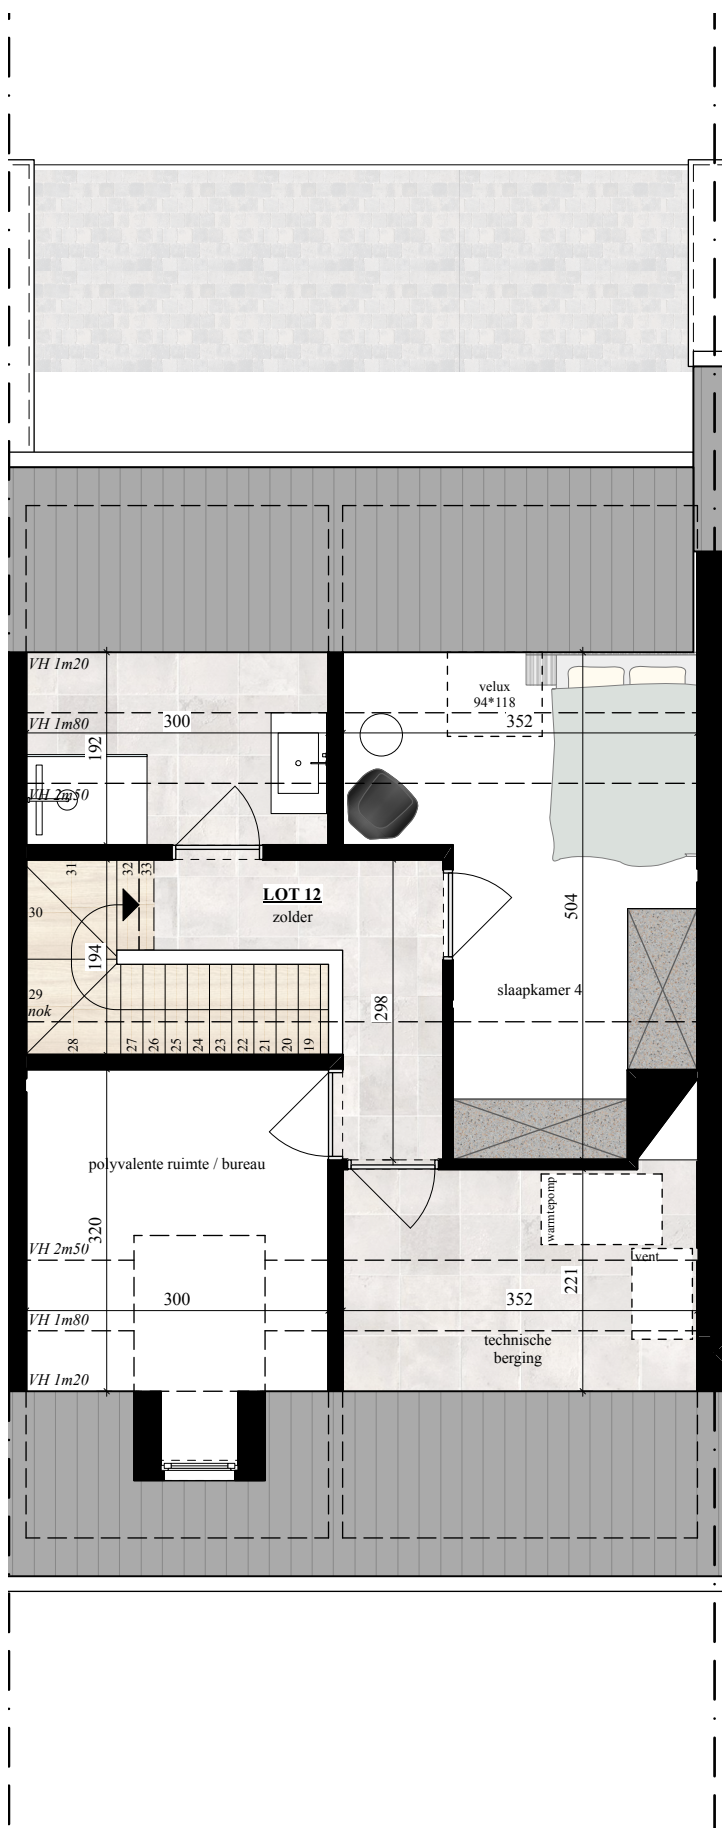 VH 1m20
velux
94*118
VH 1m80
300
352
192
VH 2m50
31
32
33
LOT 12
zolder
30
504
194
slaapkamer 4
29
nok
298
28
27
26
25
24
23
22
21
20
19
polyvalente ruimte / bureau
warmtepomp
320
VH 2m50
vent.
221
300
352
VH 1m80
technische
berging
VH 1m20